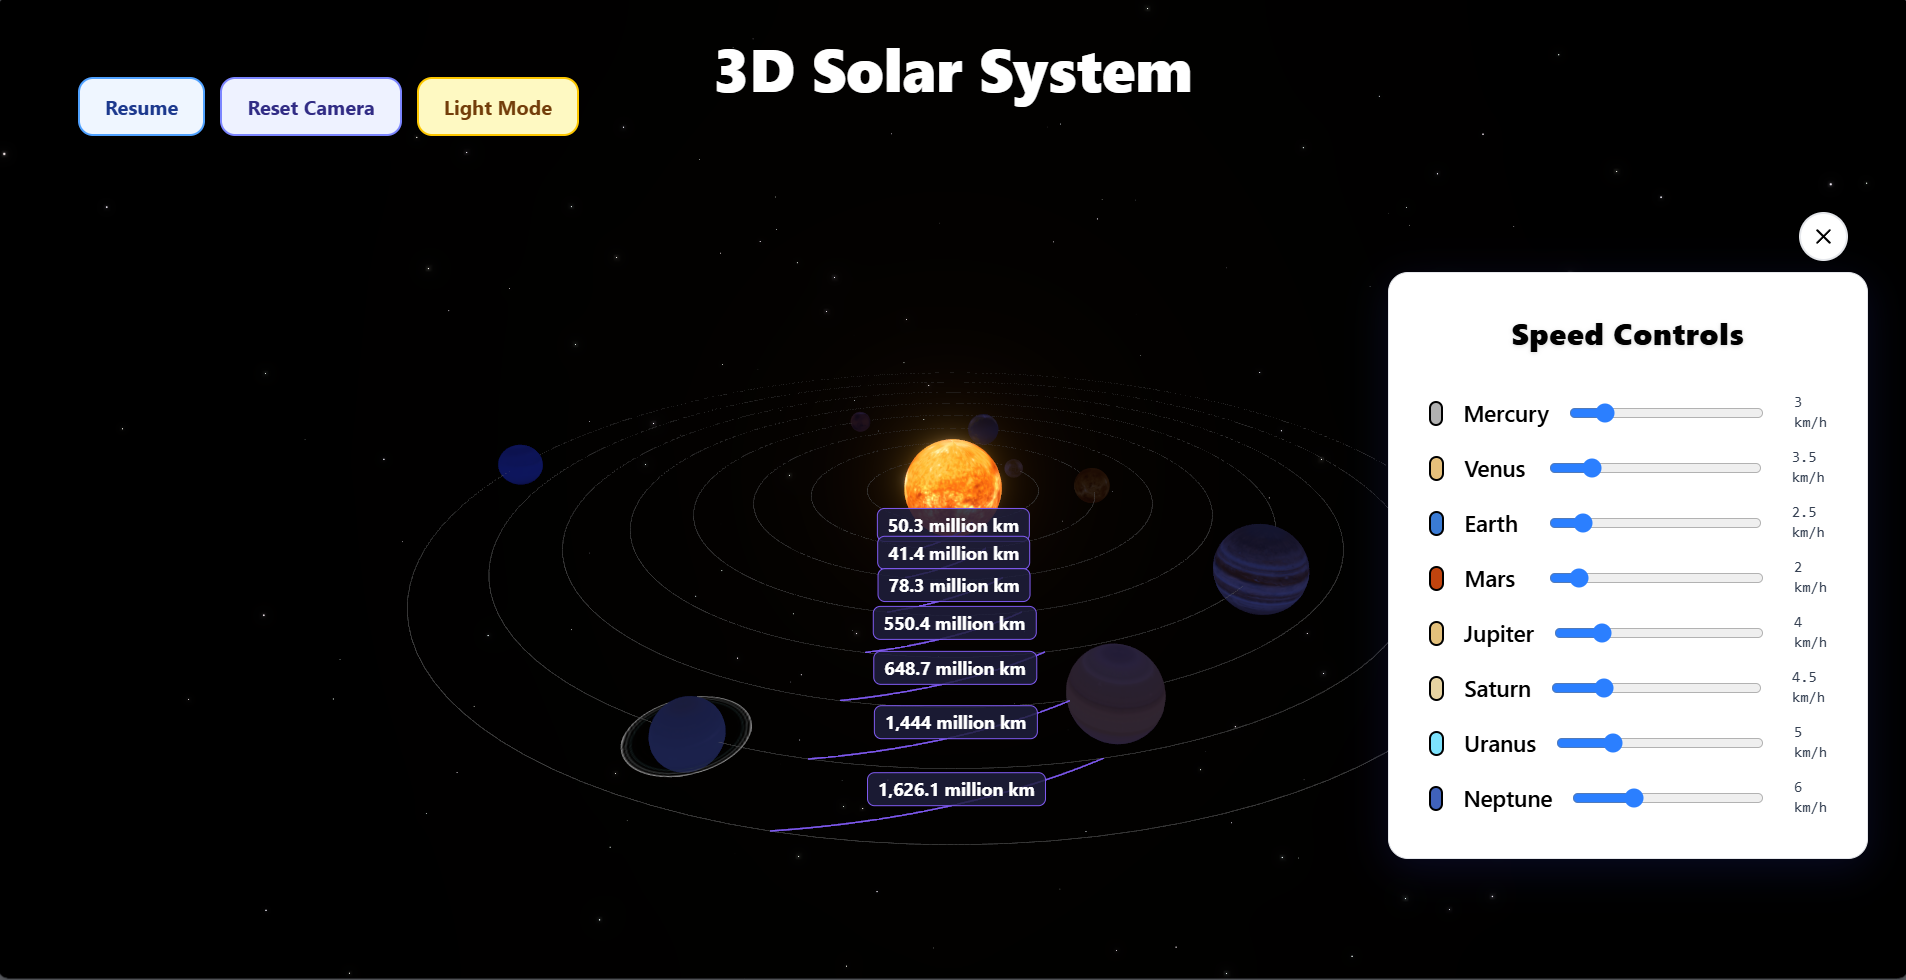 3D Solar System
Resume
Reset Camera
Light Mode
50.3 million km
41.4 million km
78.3 million km
550.4 million km
648.7 million km
1,444 million km
1,626.1 million km
Speed Controls
Mercury
3
km/h
Venus
3.5
km/h
Earth
2.5
km/h
Mars
2
km/h
Jupiter
4
km/h
Saturn
4.5
km/h
Uranus
5
km/h
Neptune
6
km/h